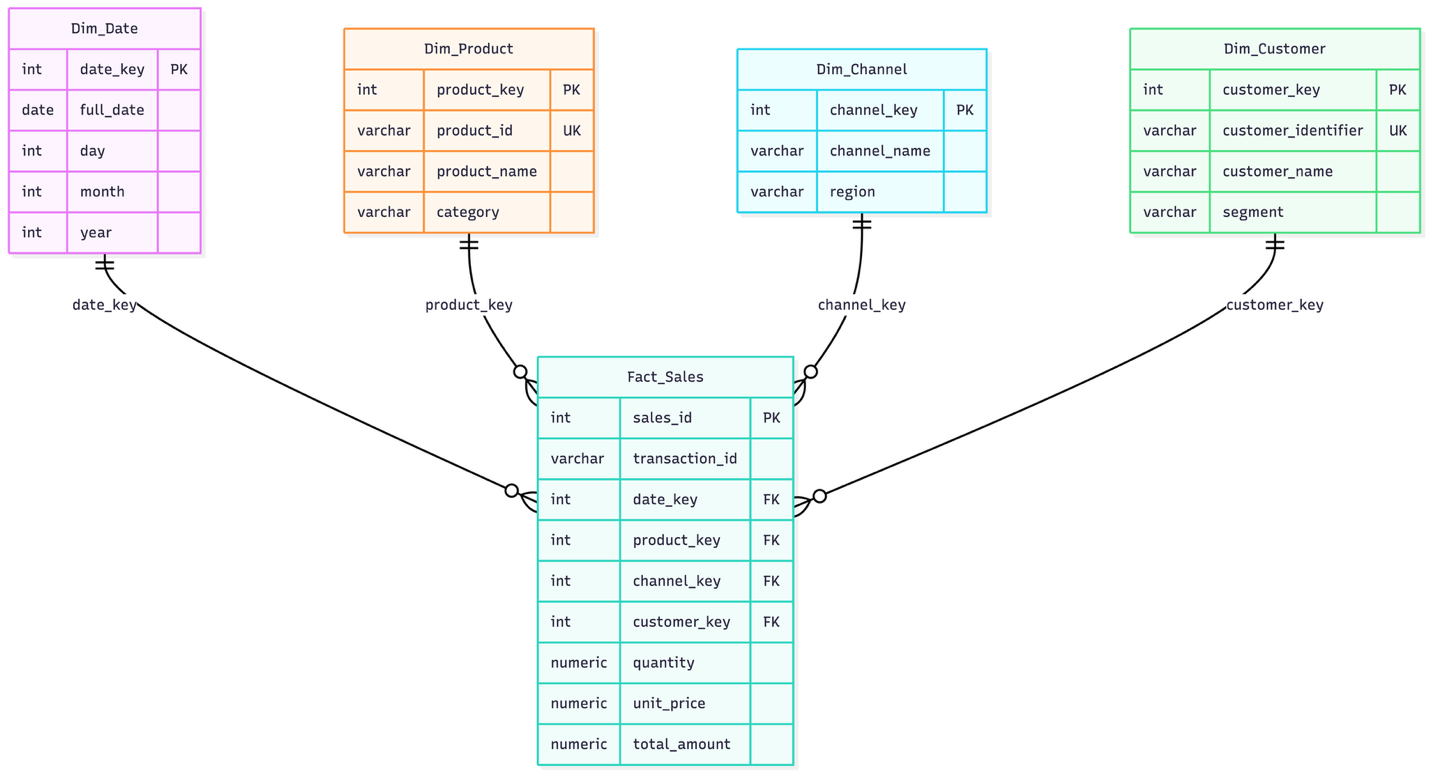 Dim_Date
int date_key PK
date full_date
int day
int month
int year
Dim_Product
int product_key PK
varchar product_id UK
varchar product_name
varchar category
Dim_Channel
int channel_key PK
varchar channel_name
varchar region
Dim_Customer
int customer_key PK
varchar customer_identifier UK
varchar customer_name
varchar segment
date_key
product_key
channel_key
customer_key
Fact_Sales
int sales_id PK
varchar transaction_id
int date_key FK
int product_key FK
int channel_key FK
int customer_key FK
numeric quantity
numeric unit_price
numeric total_amount